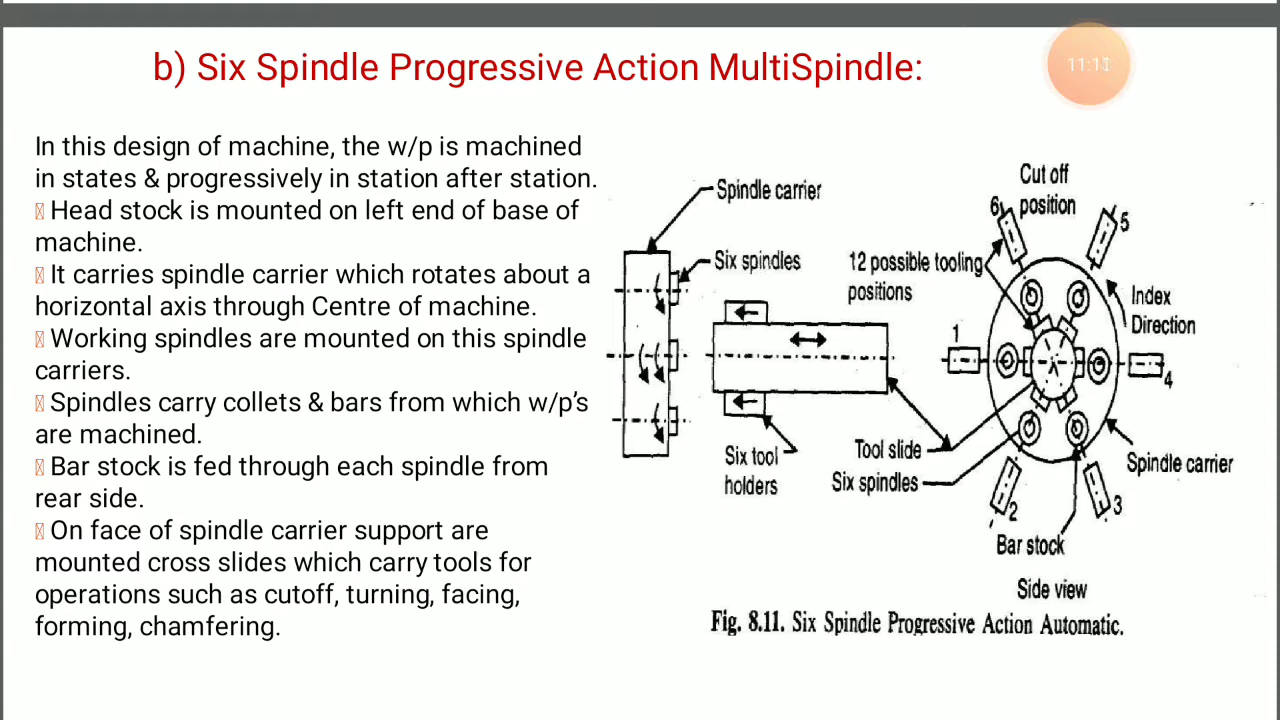 b) Six Spindle Progressive Action MultiSpindle:
11:13
In this design of machine, the w/p is machined
in states & progressively in station after station.
Head stock is mounted on left end of base of
machine.
It carries spindle carrier which rotates about a
horizontal axis through Centre of machine.
Working spindles are mounted on this spindle
carriers.
Spindles carry collets & bars from which w/p’s
are machined.
Bar stock is fed through each spindle from
rear side.
On face of spindle carrier support are
mounted cross slides which carry tools for
operations such as cutoff, turning, facing,
forming, chamfering.
Spindle carrier
Six spindles
Six tool
holders
12 possible tooling
positions
Tool slide
Six spindles
Cut off
position
6
5
Index
Direction
1
4
Spindle carrier
2
3
Bar stock
Side view
Fig. 8.11. Six Spindle Progressive Action Automatic.